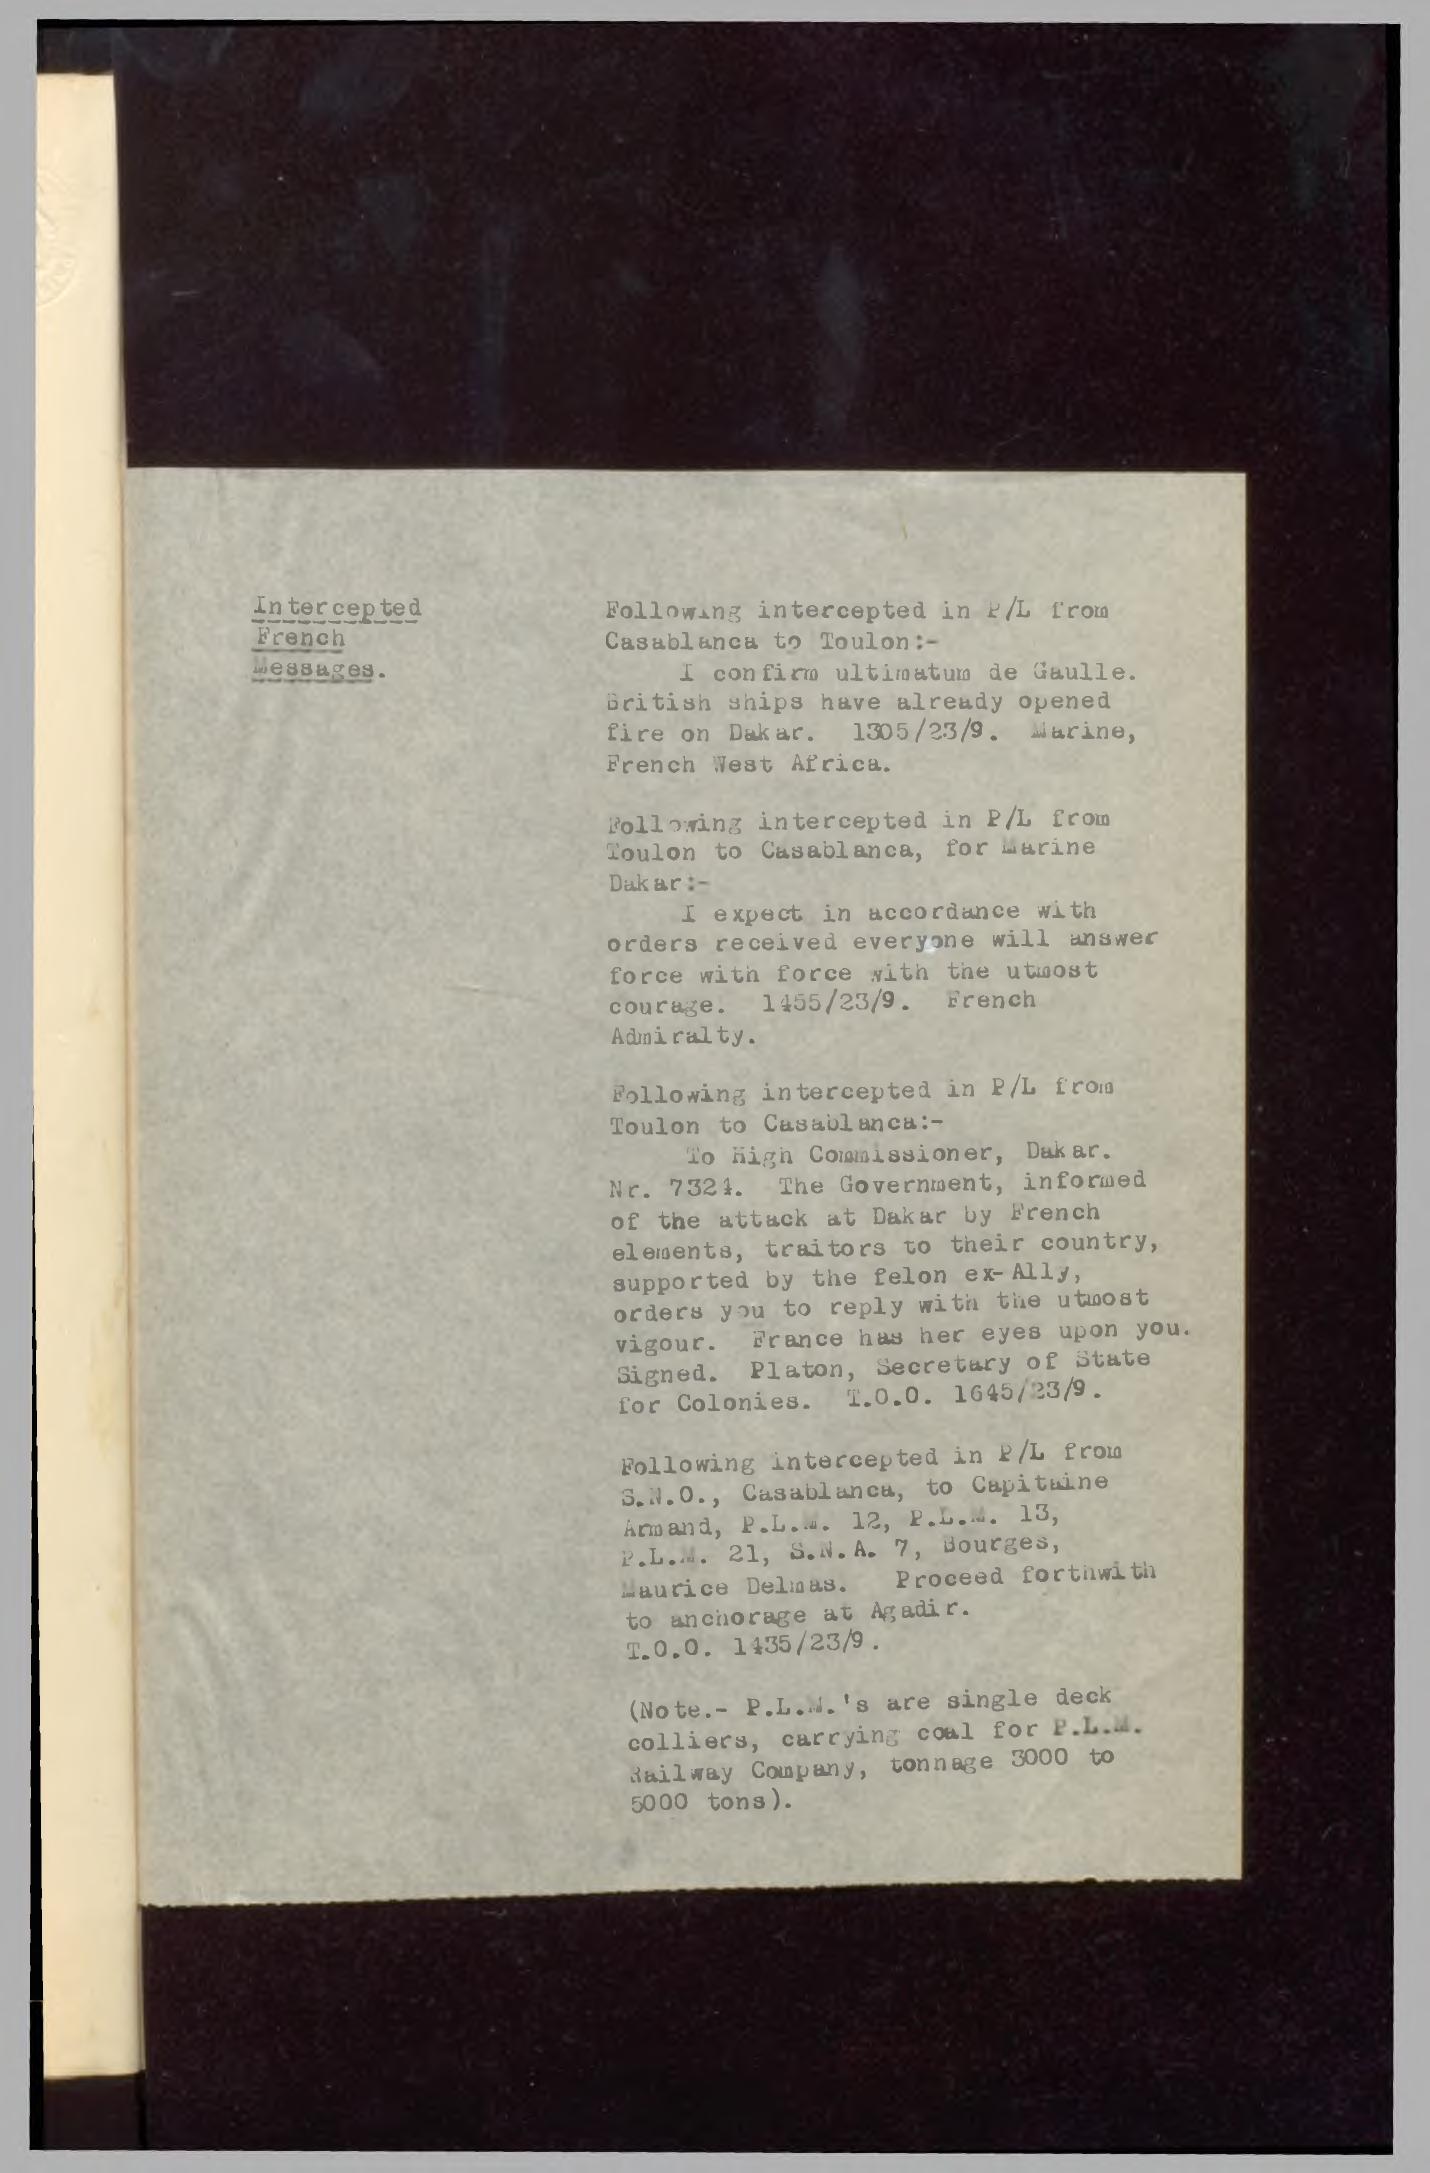 Intercepted
French
Messages.
Following intercepted in P/L from
Casablanca to Toulon:-
I confirm ultimatum de Gaulle.
British ships have already opened
fire on Dakar. 1305/23/9. Marine,
French West Africa.
Following intercepted in P/L from
Toulon to Casablanca, for Marine
Dakar:-
I expect in accordance with
orders received everyone will answer
force with force with the utmost
courage. 1455/23/9. French
Admiralty.
Following intercepted in P/L from
Toulon to Casablanca:-
To High Commissioner, Dakar.
Nr. 7324. The Government, informed
of the attack at Dakar by French
elements, traitors to their country,
supported by the felon ex-Ally,
orders you to reply with the utmost
vigour. France has her eyes upon you.
Signed. Platon, Secretary of State
for Colonies. T.O.O. 1645/23/9.
Following intercepted in P/L from
S.N.O., Casablanca, to Capitaine
Armand, P.L.M. 12, P.L.M. 13,
P.L.M. 21, S.N.A. 7, Bourges,
Maurice Delmas. Proceed forthwith
to anchorage at Agadir.
T.O.O. 1435/23/9.
(Note.- P.L.M.'s are single deck
colliers, carrying coal for P.L.M.
Railway Company, tonnage 3000 to
5000 tons).